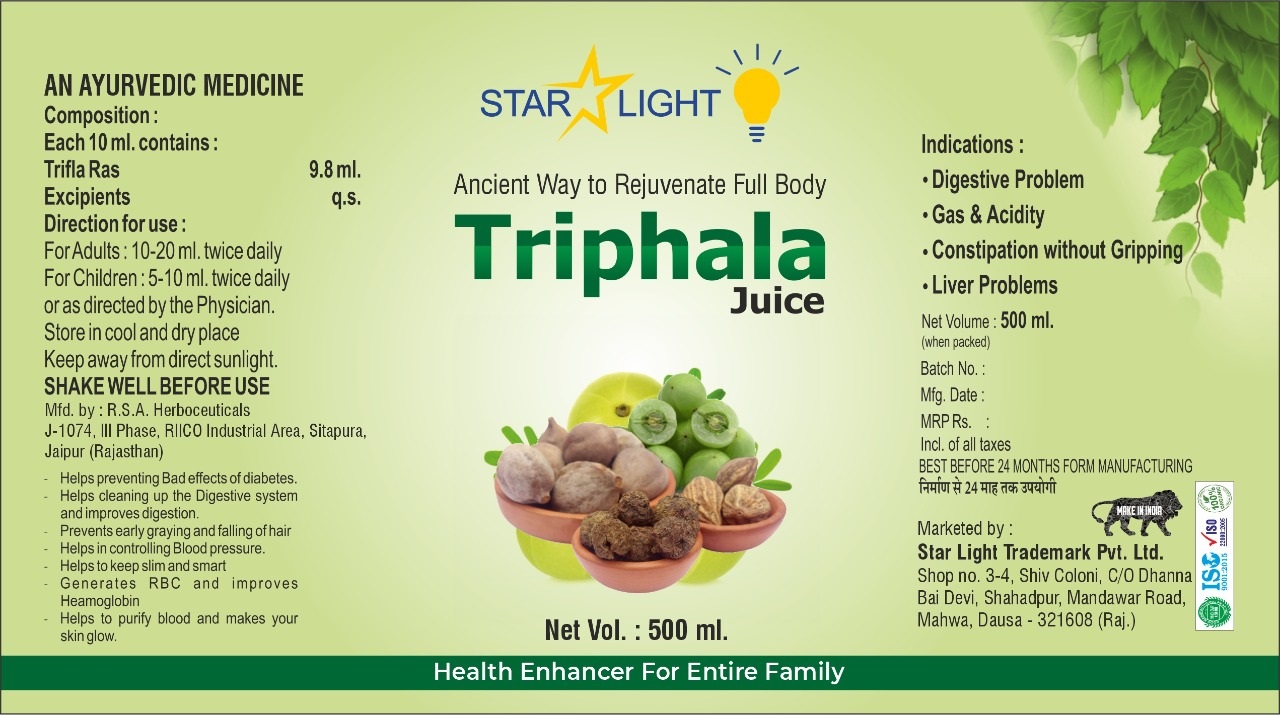 AN AYURVEDIC MEDICINE
Composition :
Each 10 ml. contains :
Trifla Ras 9.8 ml.
Excipients q.s.
Direction for use :
For Adults : 10-20 ml. twice daily
For Children : 5-10 ml. twice daily
or as directed by the Physician.
Store in cool and dry place
Keep away from direct sunlight.
SHAKE WELL BEFORE USE
Mfd. by : R.S.A. Herboceuticals
J-1074, III Phase, RIICO Industrial Area, Sitapura,
Jaipur (Rajasthan)
- Helps preventing Bad effects of diabetes.
- Helps cleaning up the Digestive system
and improves digestion.
- Prevents early graying and falling of hair
- Helps in controlling Blood pressure.
- Helps to keep slim and smart
- Generates RBC and improves
Heamoglobin
- Helps to purify blood and makes your
skin glow.
STAR LIGHT
Ancient Way to Rejuvenate Full Body
Triphala
Juice
Net Vol. : 500 ml.
Indications :
• Digestive Problem
• Gas & Acidity
• Constipation without Gripping
• Liver Problems
Net Volume : 500 ml.
(when packed)
Batch No. :
Mfg. Date :
MRP Rs. :
Incl. of all taxes
BEST BEFORE 24 MONTHS FORM MANUFACTURING
निर्माण से 24 माह तक उपयोगी
MAKE IN INDIA
Marketed by :
Star Light Trademark Pvt. Ltd.
Shop no. 3-4, Shiv Coloni, C/O Dhanna
Bai Devi, Shahadpur, Mandawar Road,
Mahwa, Dausa - 321608 (Raj.)
100%
ISO
22000:2005
ISO
9001:2015
Health Enhancer For Entire Family